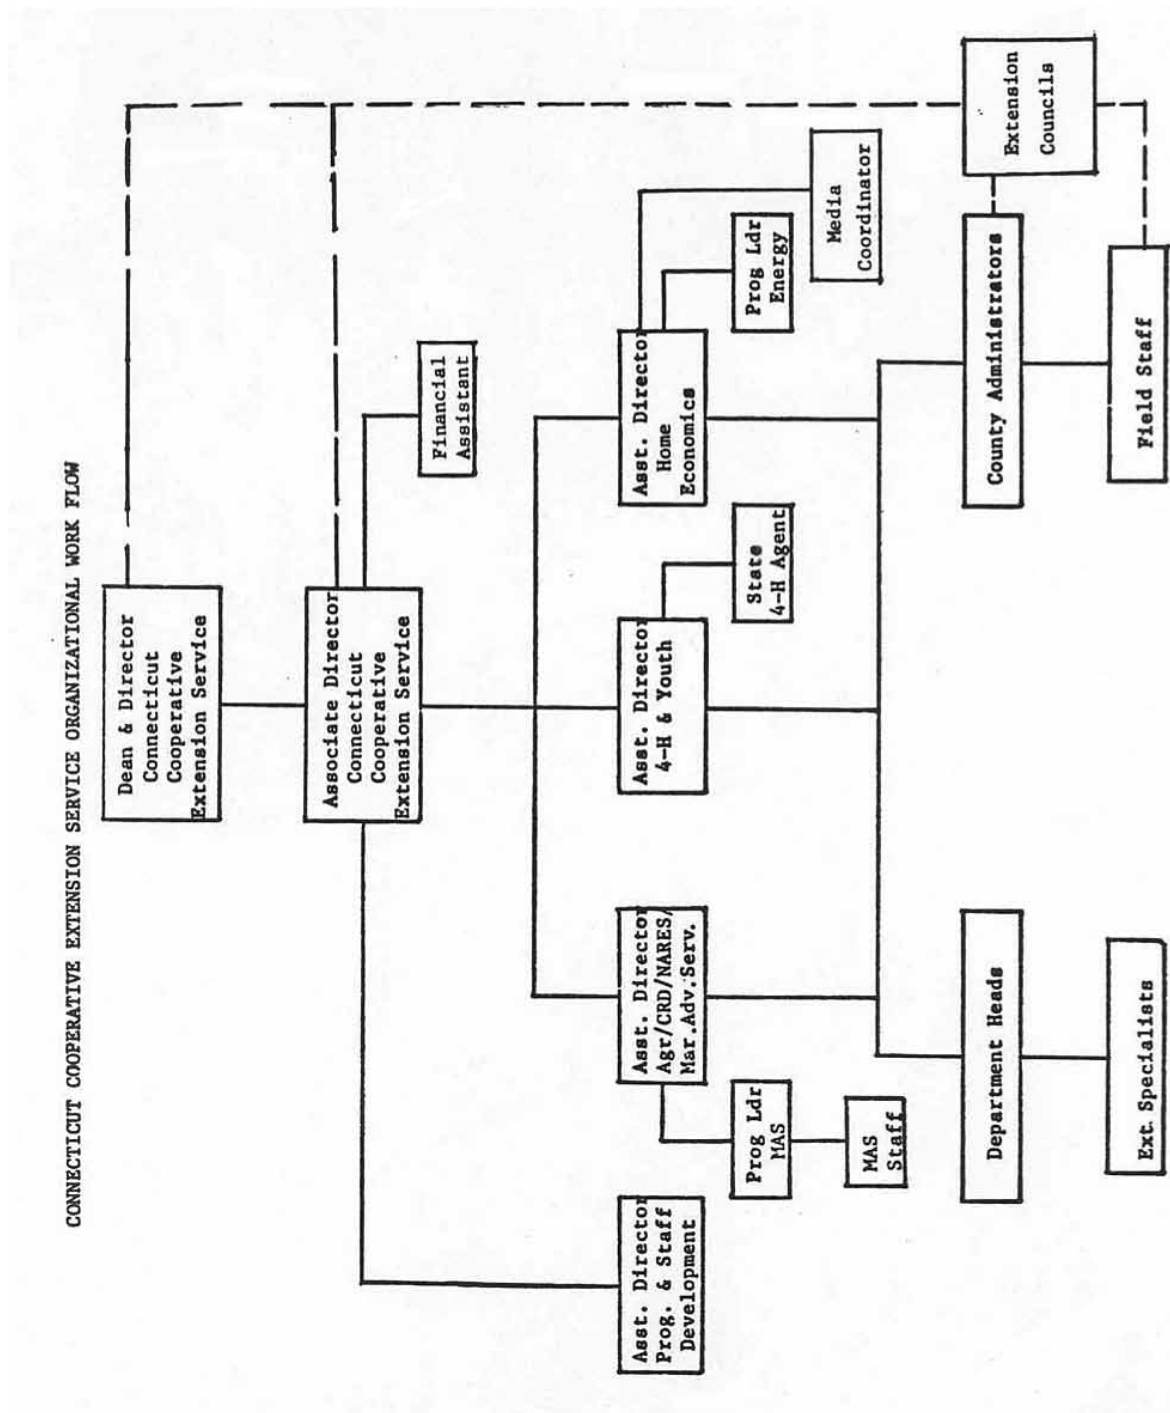 CONNECTICUT COOPERATIVE EXTENSION SERVICE ORGANIZATIONAL WORK FLOW
Dean & Director
Connecticut
Cooperative
Extension Service
Associate Director
Connecticut
Cooperative
Extension Service
Financial
Assistant
Asst. Director
Prog. & Staff
Development
Asst. Director
Agr/CRD/NARES/
Mar.Adv.Serv.
Asst. Director
4-H & Youth
Asst. Director
Home
Economics
Prog Ldr
MAS
State
4-H Agent
Prog Ldr
Energy
Media
Coordinator
MAS
Staff
Department Heads
County Administrators
Extension
Councils
Ext. Specialists
Field Staff